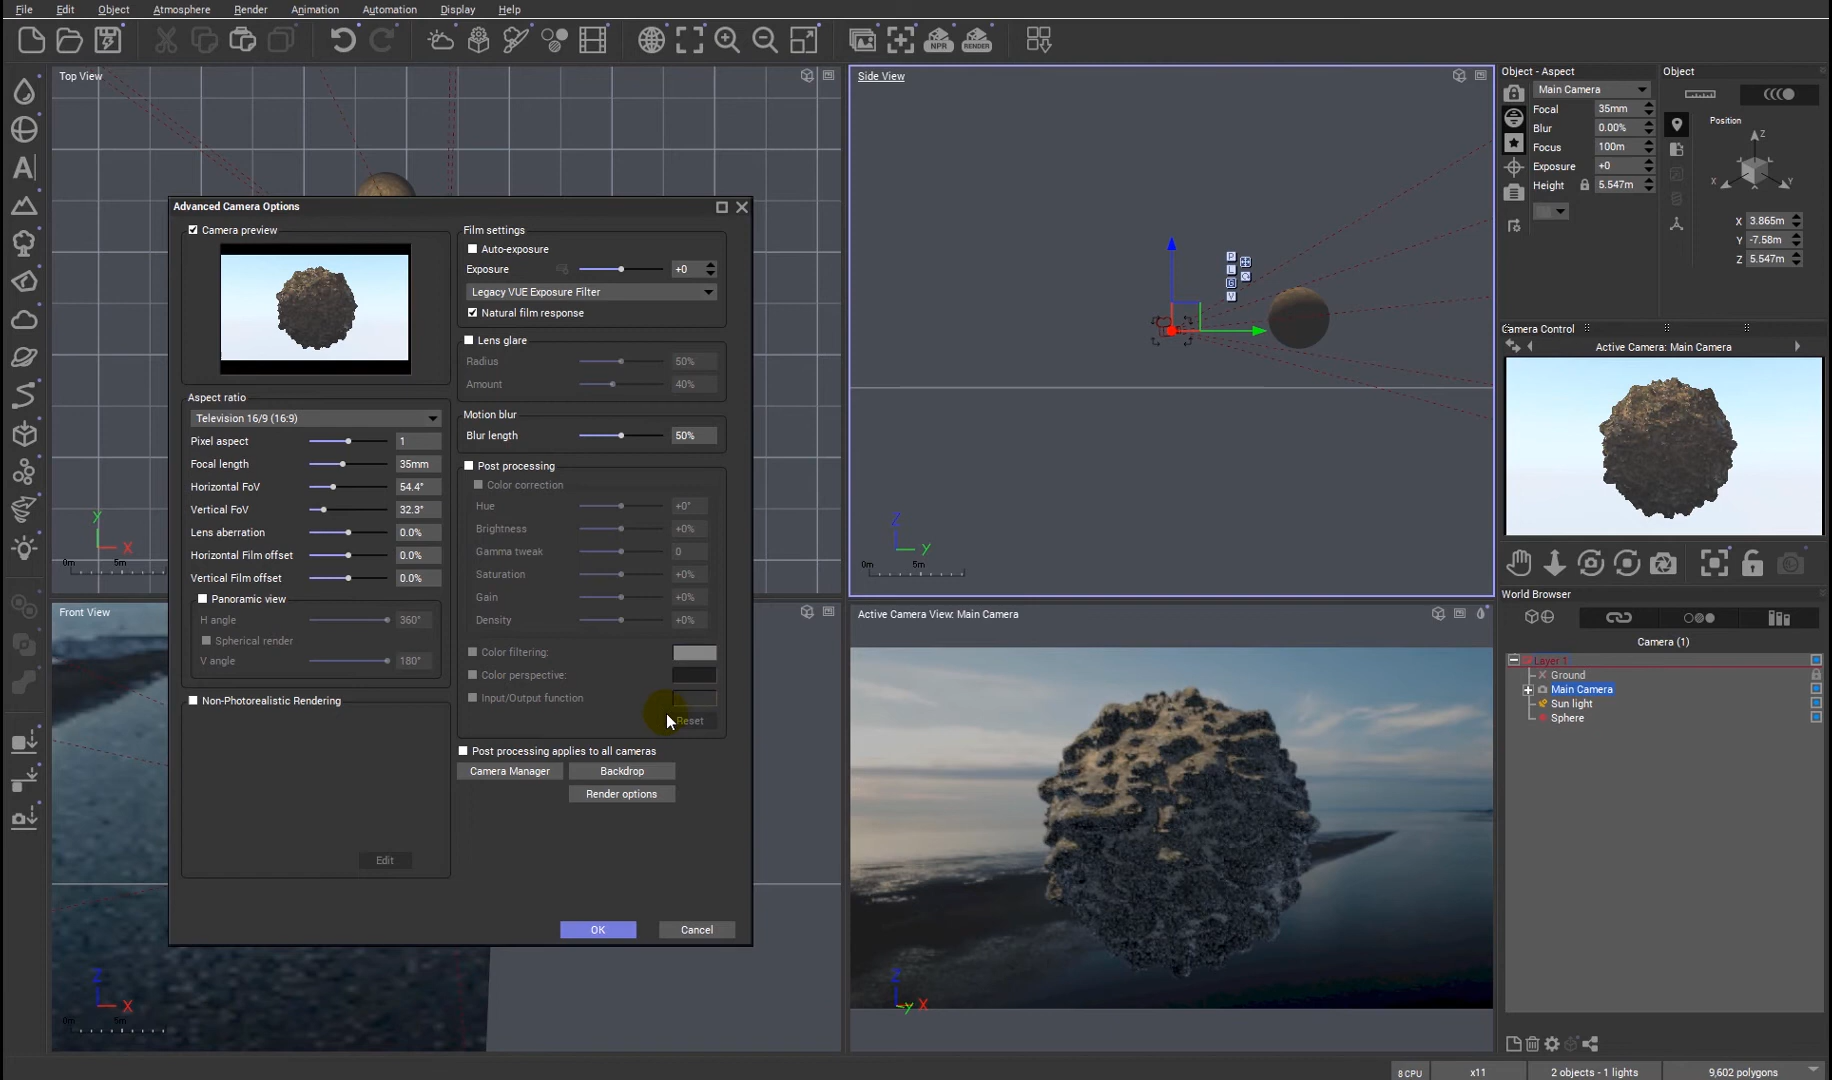 File Edit Object Atmosphere Render Animation Automation Display Help
NPR RENDER
Top View
Side View
Advanced Camera Options
Camera preview
Film settings
Auto-exposure
Exposure +0
Legacy VUE Exposure Filter
Natural film response
Lens glare
Radius 50%
Amount 40%
Aspect ratio
Television 16/9 (16:9)
Pixel aspect 1
Focal length 35mm
Horizontal FoV 54.4°
Vertical FoV 32.3°
Lens aberration 0.0%
Horizontal Film offset 0.0%
Vertical Film offset 0.0%
Panoramic view
H angle 360°
Spherical render
V angle 180°
Non-Photorealistic Rendering
Edit
Motion blur
Blur length 50%
Post processing
Color correction
Hue +0°
Brightness +0%
Gamma tweak 0
Saturation +0%
Gain +0%
Density +0%
Color filtering:
Color perspective:
Input/Output function
Reset
Post processing applies to all cameras
Camera Manager Backdrop
Render options
OK Cancel
Y X
0m 5m
Z Y
0m 5m
P
L
G
V
Front View
Z X
0m 5m
Active Camera View: Main Camera
Z Y X
Object - Aspect
Main Camera
Focal 35mm
Blur 0.00%
Focus 100m
Exposure +0
Height 5.547m
Object
Position
Z
X Y
X 3.865m
Y -7.58m
Z 5.547m
Camera Control
Active Camera: Main Camera
World Browser
Camera (1)
Layer 1
Ground
Main Camera
Sun light
Sphere
8 CPU x11 2 objects - 1 lights 9,602 polygons